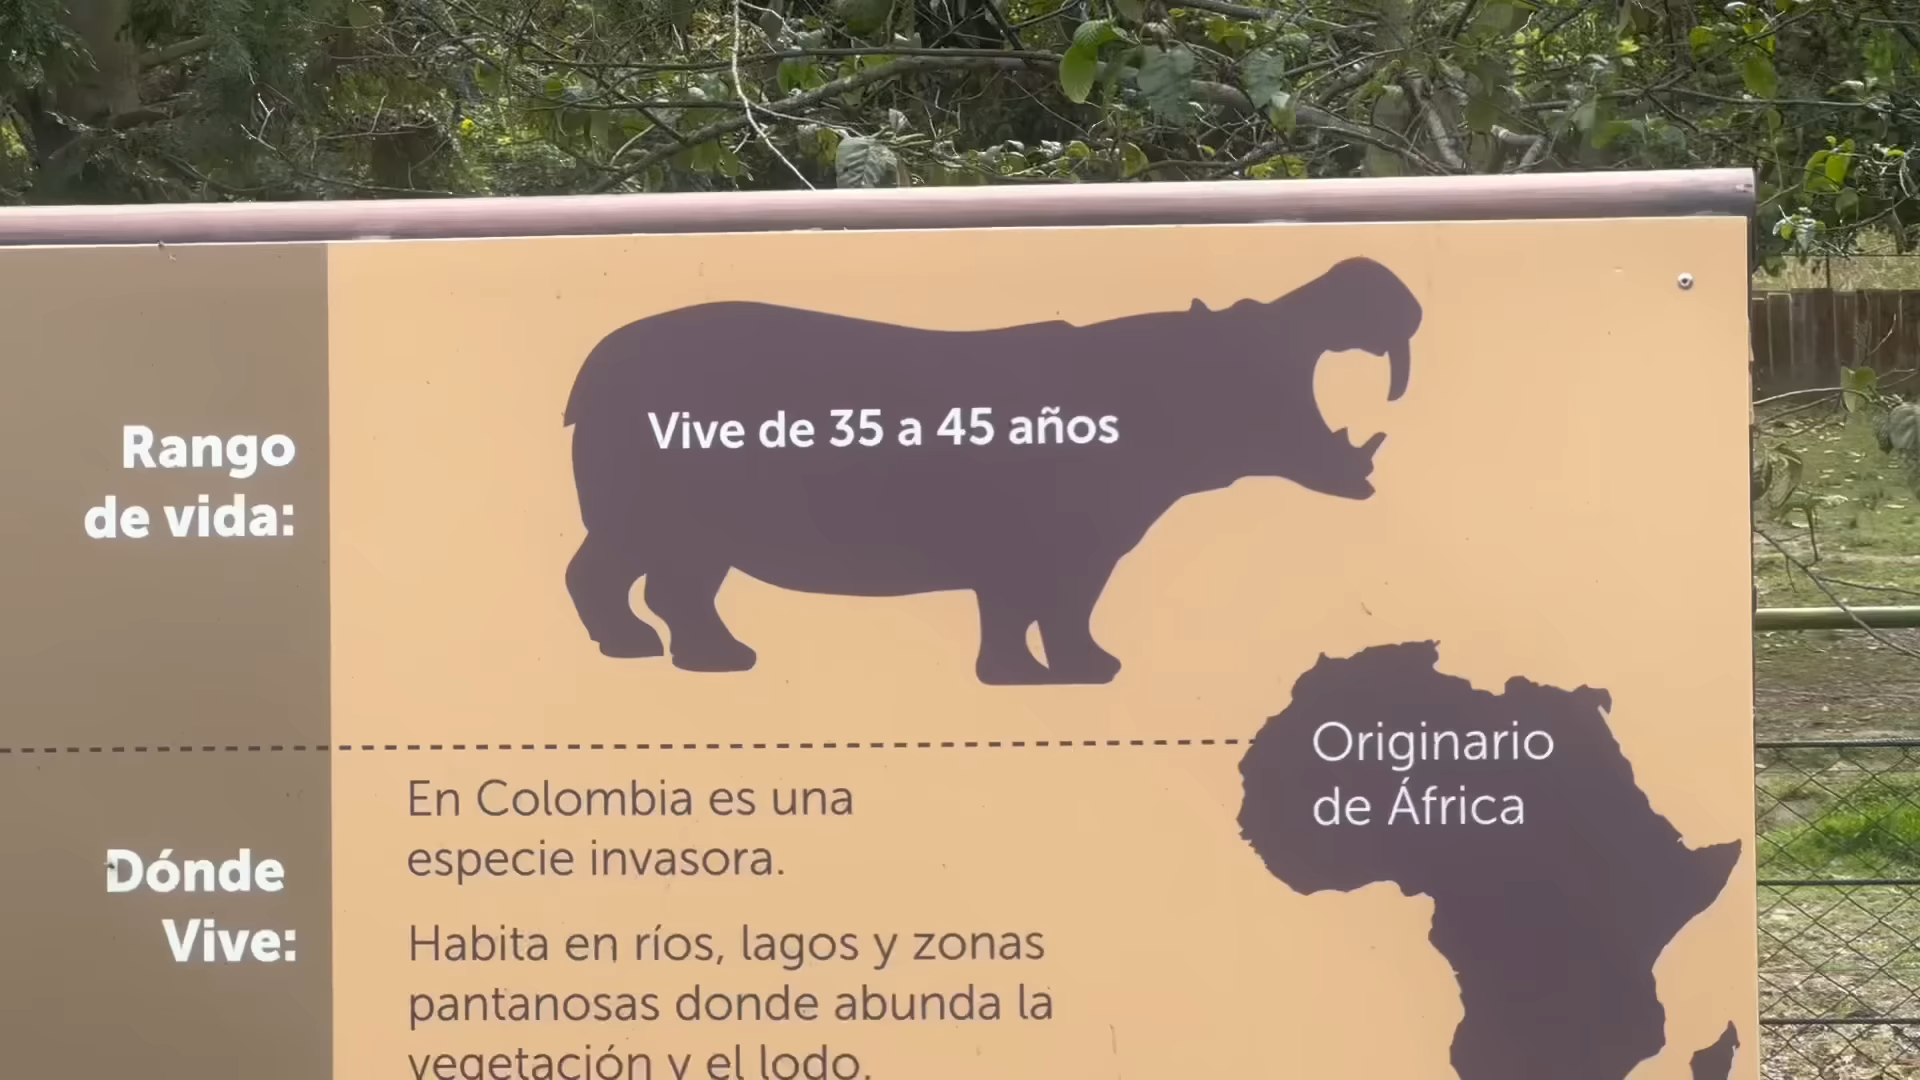 Rango
de vida:
Vive de 35 a 45 años
Originario
de África
Dónde
Vive:
En Colombia es una
especie invasora.
Habita en ríos, lagos y zonas
pantanosas donde abunda la
vegetación y el lodo.